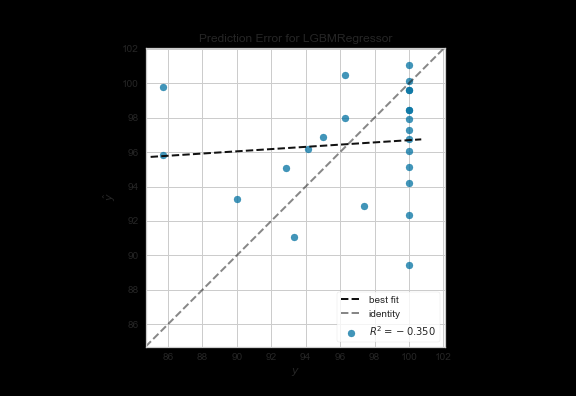 Prediction Error for LGBMRegressor
102
100
98
96
94
92
90
88
86
ŷ
best fit
identity
R² = −0.350
86 88 90 92 94 96 98 100 102
y